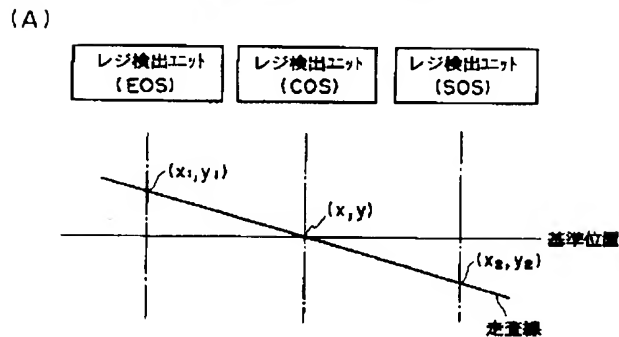 (A)
レジ検出ユニット
(EOS)
レジ検出ユニット
(COS)
レジ検出ユニット
(SOS)
(x₁,y₁)
(x,y)
基準位置
(x₂,y₂)
走査線